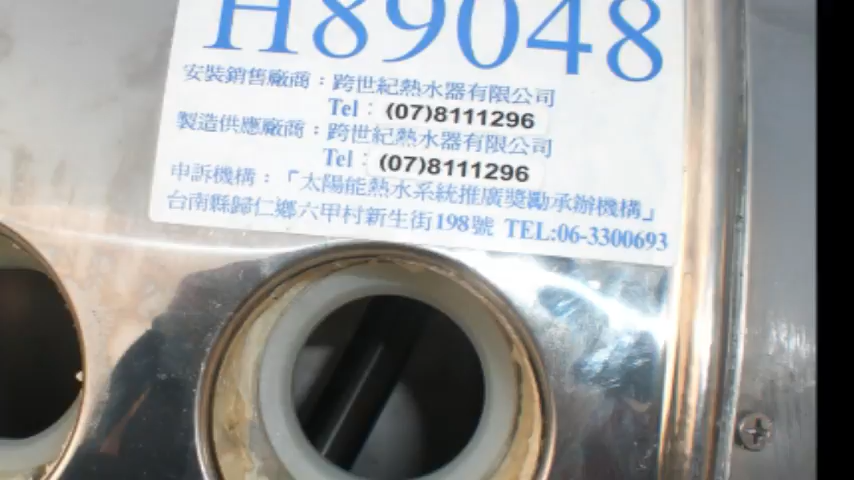 H89048
安裝銷售廠商：跨世紀熱水器有限公司
Tel：(07)8111296
製造供應廠商：跨世紀熱水器有限公司
Tel：(07)8111296
申訴機構：「太陽能熱水系統推廣獎勵承辦機構」
台南縣歸仁鄉六甲村新生街198號 TEL:06-3300693